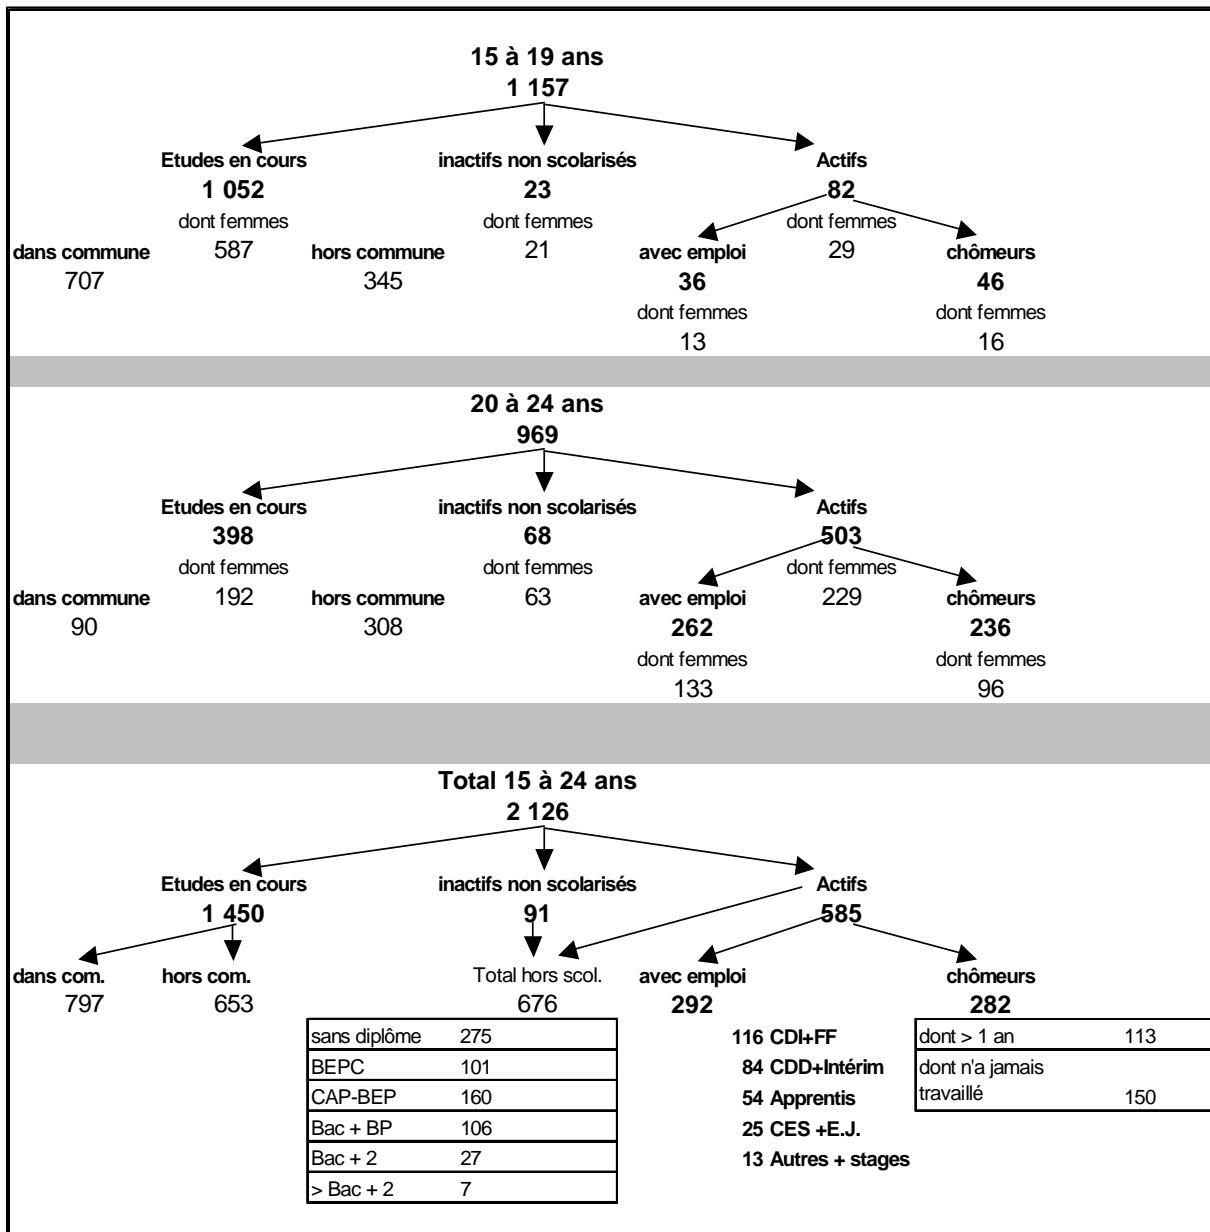 15 à 19 ans
1 157
Etudes en cours inactifs non scolarisés Actifs
1 052 23 82
dont femmes dont femmes dont femmes
dans commune 587 hors commune 21 avec emploi 29 chômeurs
707 345 36 46
dont femmes dont femmes
13 16
20 à 24 ans
969
Etudes en cours inactifs non scolarisés Actifs
398 68 503
dont femmes dont femmes dont femmes
dans commune 192 hors commune 63 avec emploi 229 chômeurs
90 308 262 236
dont femmes dont femmes
133 96
Total 15 à 24 ans
2 126
Etudes en cours inactifs non scolarisés Actifs
1 450 91 585
dans com. hors com. Total hors scol. avec emploi chômeurs
797 653 676 292 282
sans diplôme 275 116 CDI+FF dont > 1 an 113
BEPC 101 84 CDD+Intérim dont n'a jamais
CAP-BEP 160 54 Apprentis travaillé 150
Bac + BP 106 25 CES +E.J.
Bac + 2 27 13 Autres + stages
> Bac + 2 7